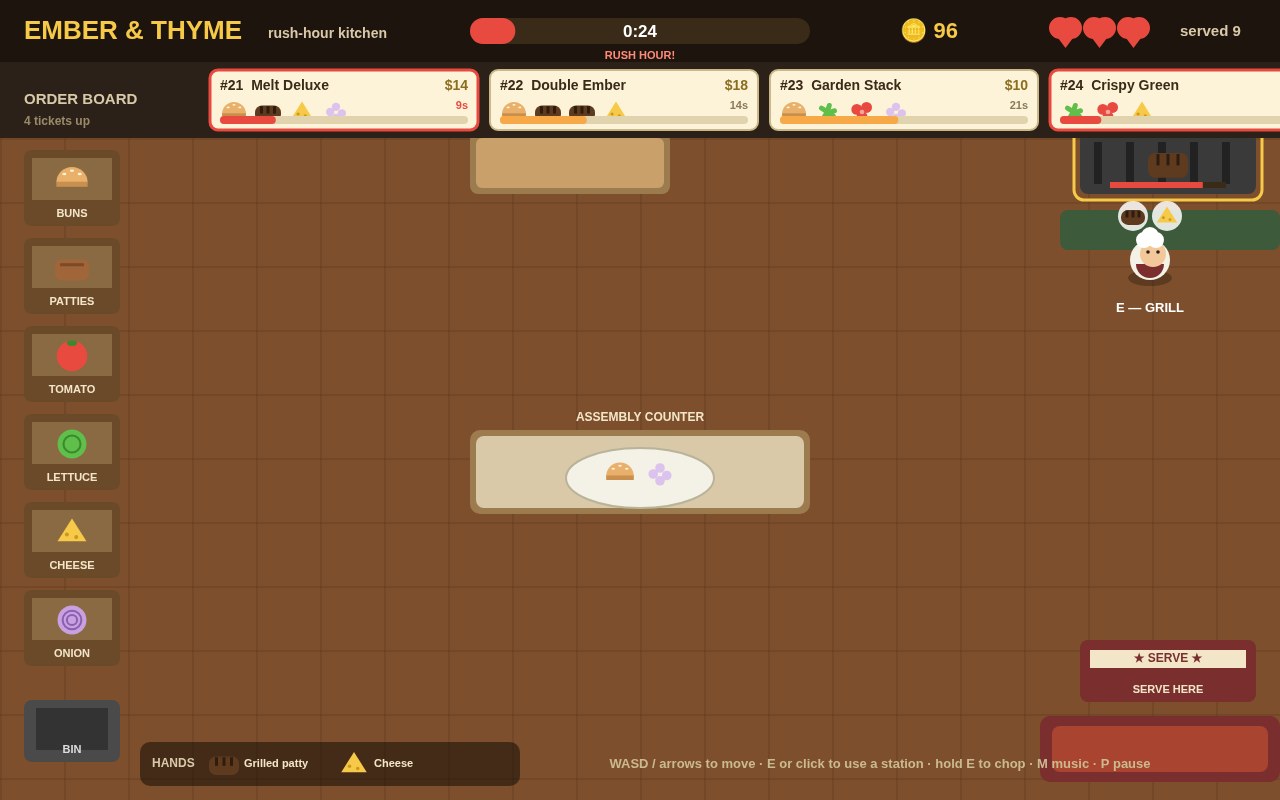 EMBER & THYME
rush-hour kitchen
0:24
RUSH HOUR!
96
served 9
ORDER BOARD
4 tickets up
#21 Melt Deluxe $14
9s
#22 Double Ember $18
14s
#23 Garden Stack $10
21s
#24 Crispy Green
BUNS
PATTIES
TOMATO
LETTUCE
CHEESE
ONION
BIN
E — GRILL
ASSEMBLY COUNTER
★ SERVE ★
SERVE HERE
HANDS Grilled patty Cheese
WASD / arrows to move · E or click to use a station · hold E to chop · M music · P pause